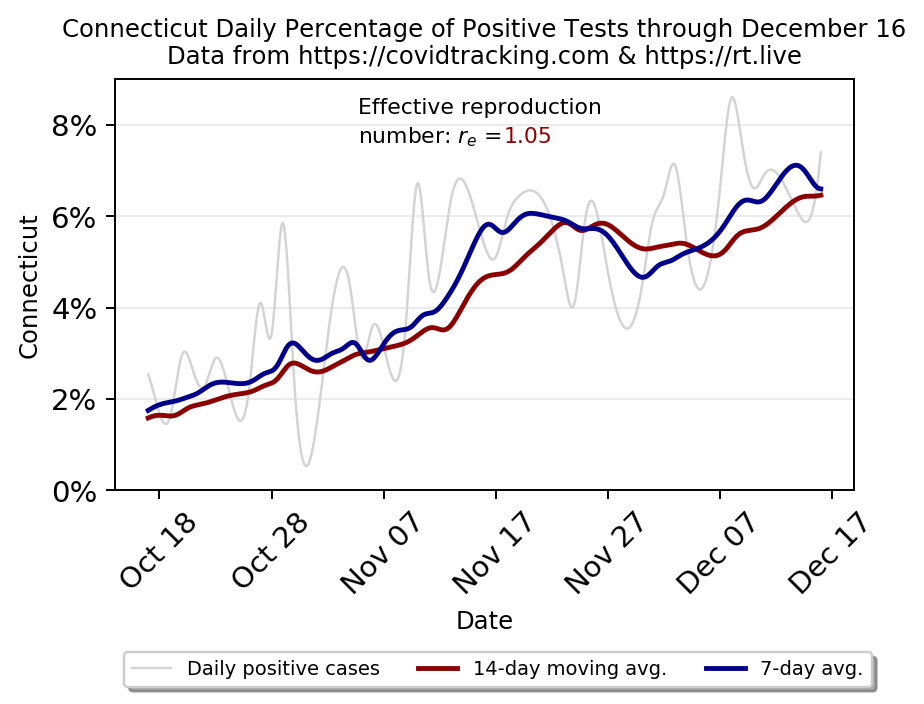 Connecticut Daily Percentage of Positive Tests through December 16
Data from https://covidtracking.com & https://rt.live
Effective reproduction
number: rₑ =1.05
8%
6%
4%
2%
0%
Connecticut
Oct 18
Oct 28
Nov 07
Nov 17
Nov 27
Dec 07
Dec 17
Date
Daily positive cases
14-day moving avg.
7-day avg.